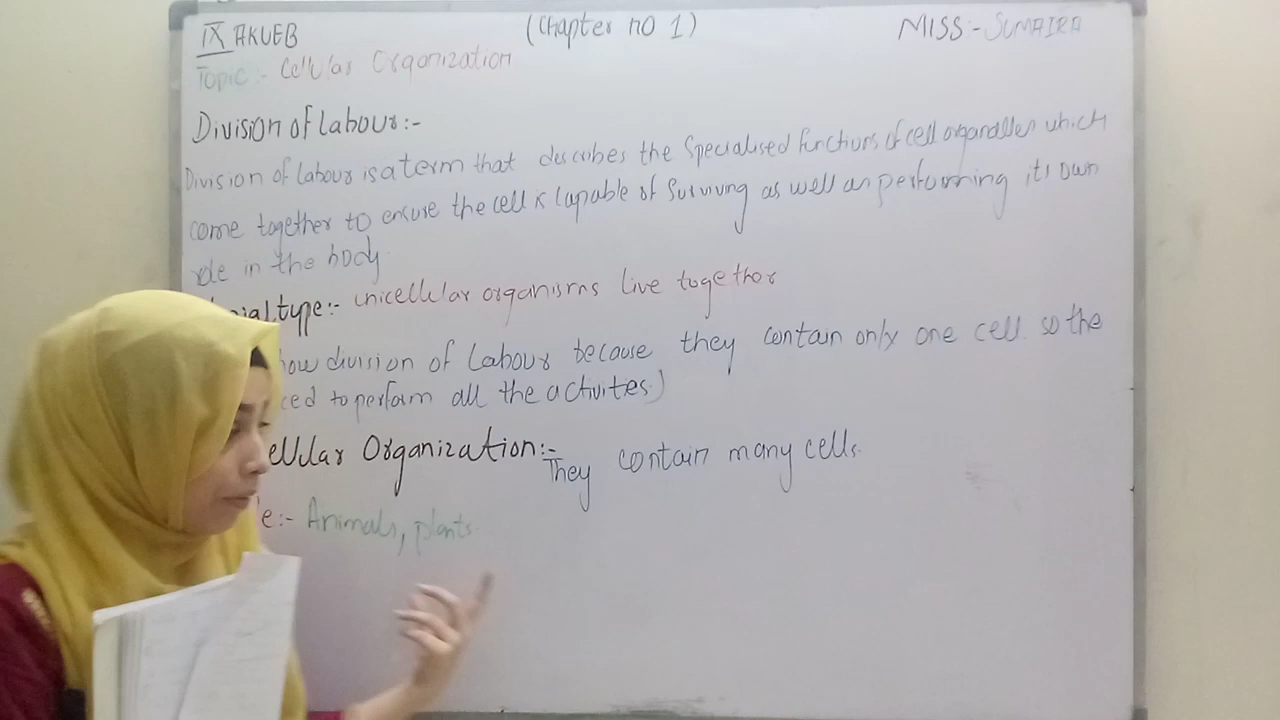 IX AKUEB
(Chapter no 1)
MISS:- SUMAIRA
Topic:- Cellular Organization
Division of Labour:-
Division of Labour is a term that describes the Specialised functions of cell organelles which
come together to ensure the cell is capable of Surviving as well as performing its own
role in the body.
type:- unicellular organisms live together
how division of Labour because they contain only one cell so the
ced to perform all the activites.)
ellular Organization:- They contain many cells.
e:- Animals, plants.